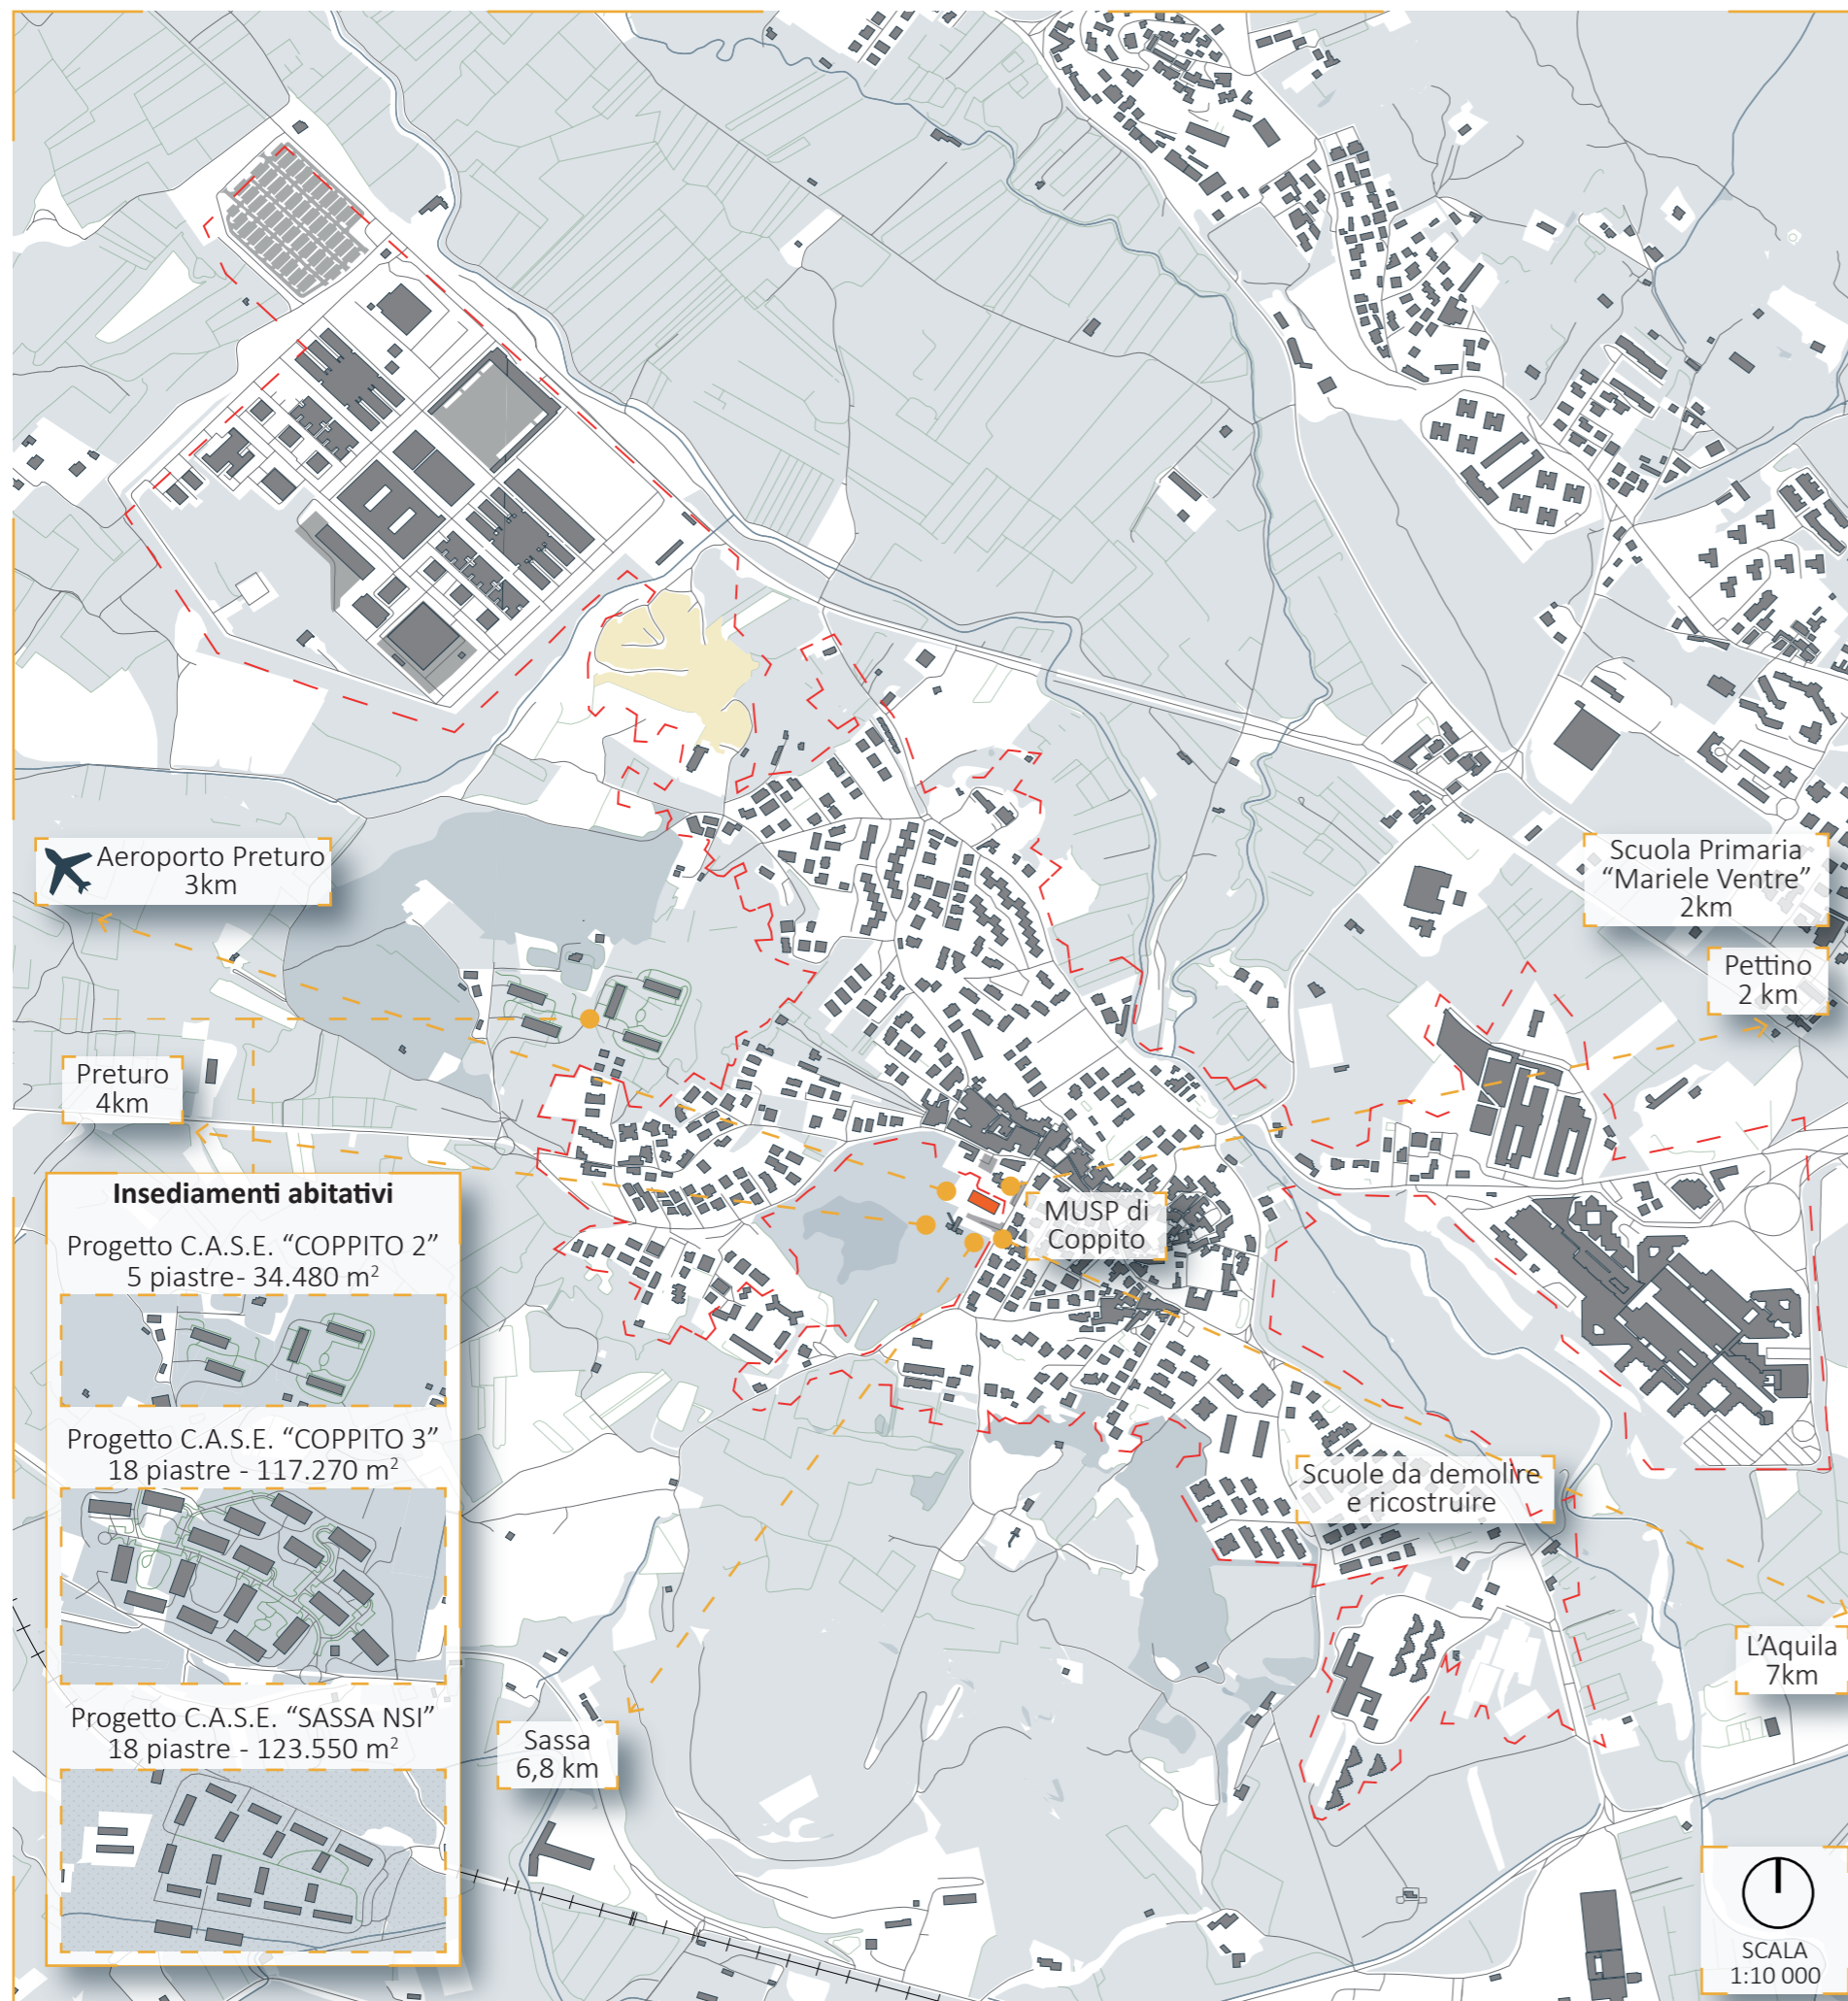 Aeroporto Preturo
3km
Scuola Primaria
“Mariele Ventre”
2km
Pettino
2 km
Preturo
4km
MUSP di
Coppito
Insediamenti abitativi
Progetto C.A.S.E. “COPPITO 2”
5 piastre- 34.480 m²
Progetto C.A.S.E. “COPPITO 3”
18 piastre - 117.270 m²
Progetto C.A.S.E. “SASSA NSI”
18 piastre - 123.550 m²
Scuole da demolire
e ricostruire
L’Aquila
7km
Sassa
6,8 km
SCALA
1:10 000